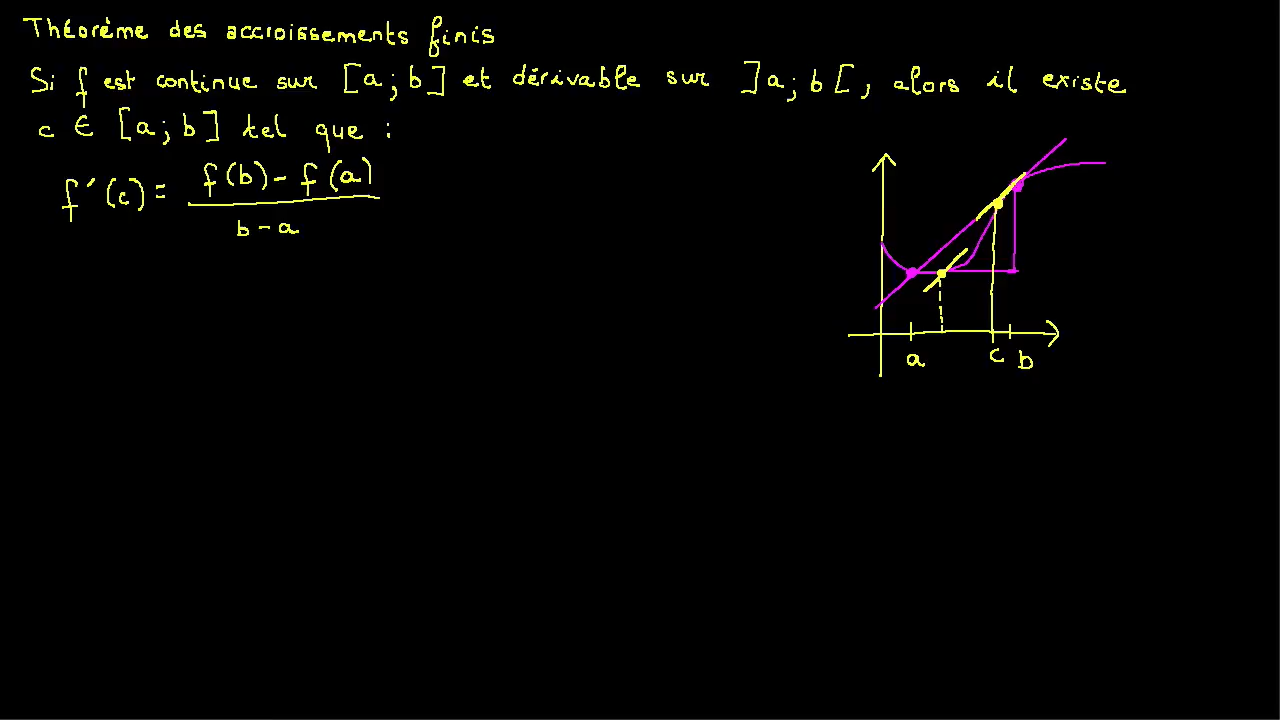 Théorème des accroissements finis
Si f est continue sur [a ; b] et dérivable sur ]a ; b[, alors il existe
c ∈ [a ; b] tel que :
f'(c) = (f(b) - f(a)) / (b - a)
a c b